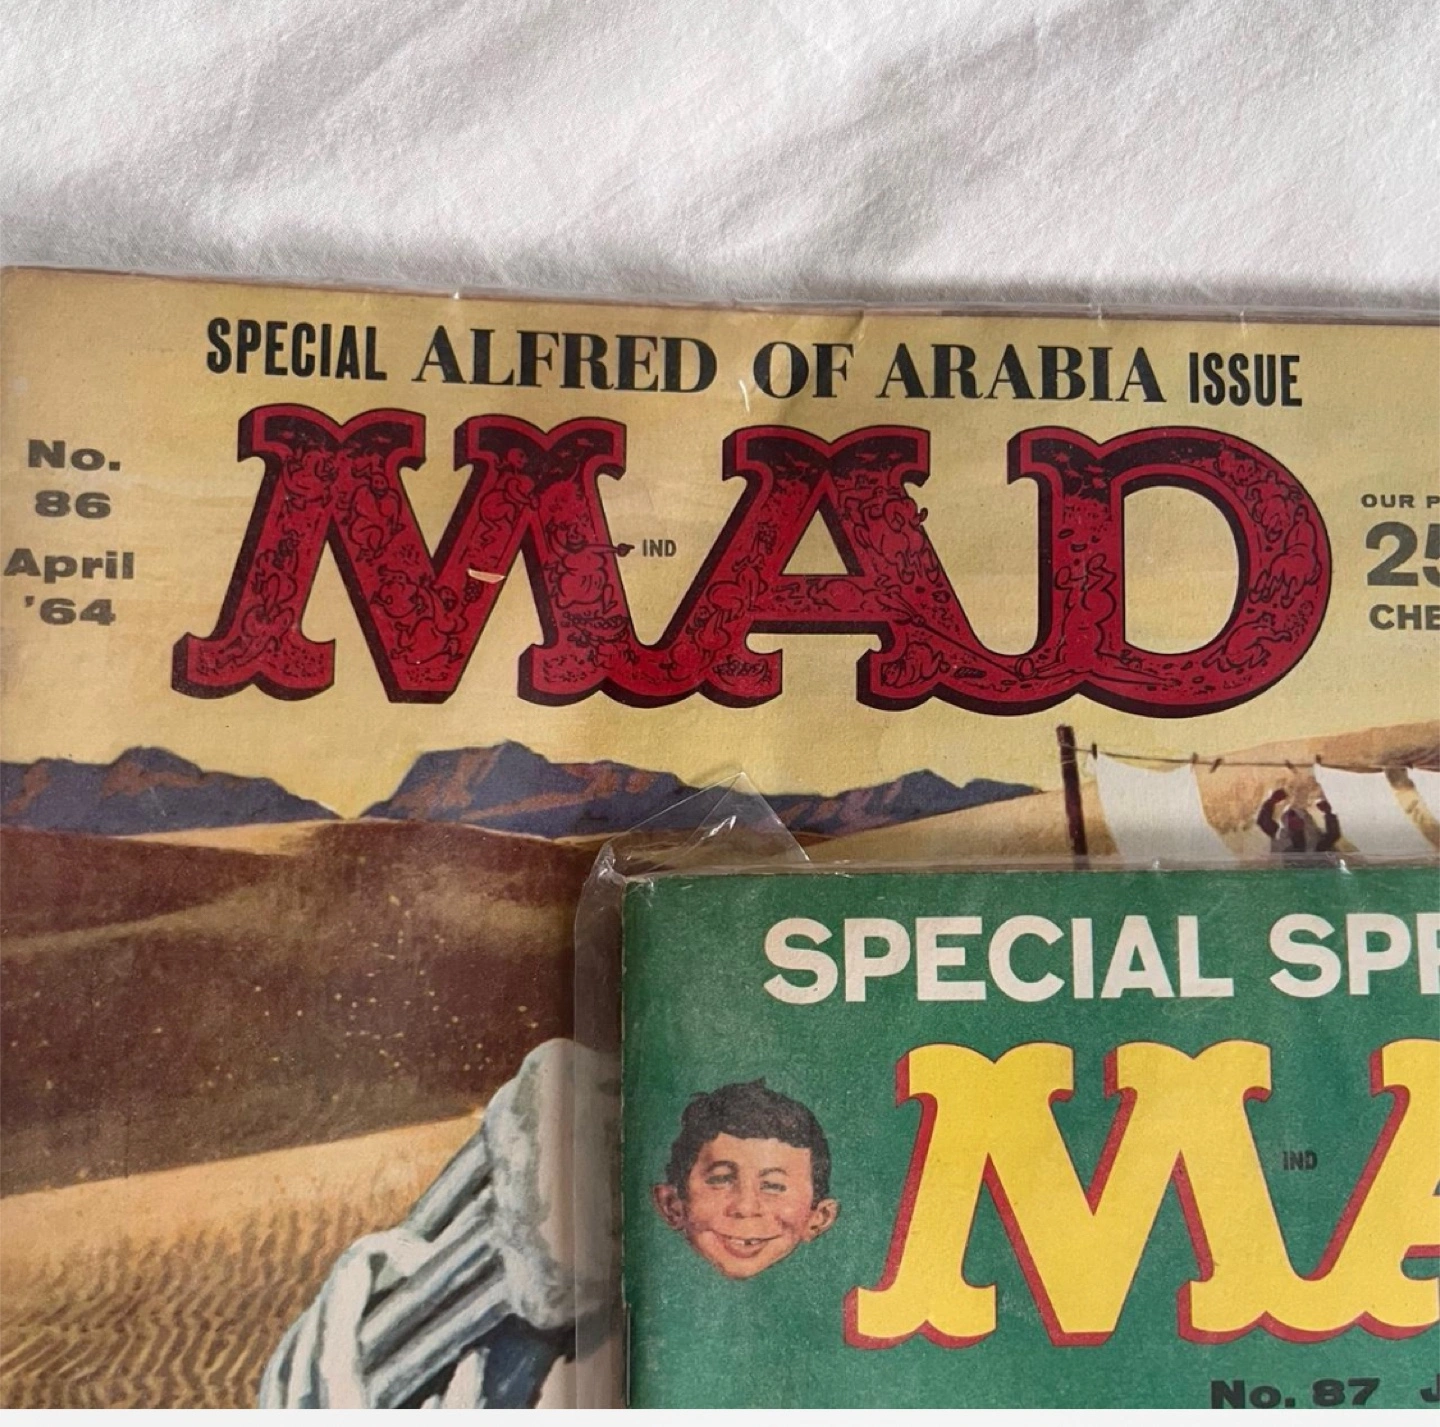 SPECIAL ALFRED OF ARABIA ISSUE
No.
86
April
'64
MAD
IND
OUR P
25
CHE
SPECIAL SPE
MA
IND
No. 87 J